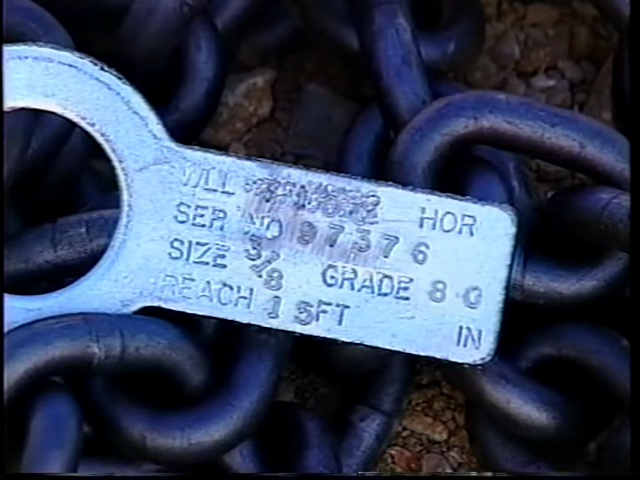 WLL HOR
SER NO 97376
SIZE 3/8 GRADE 80
REACH 15FT IN